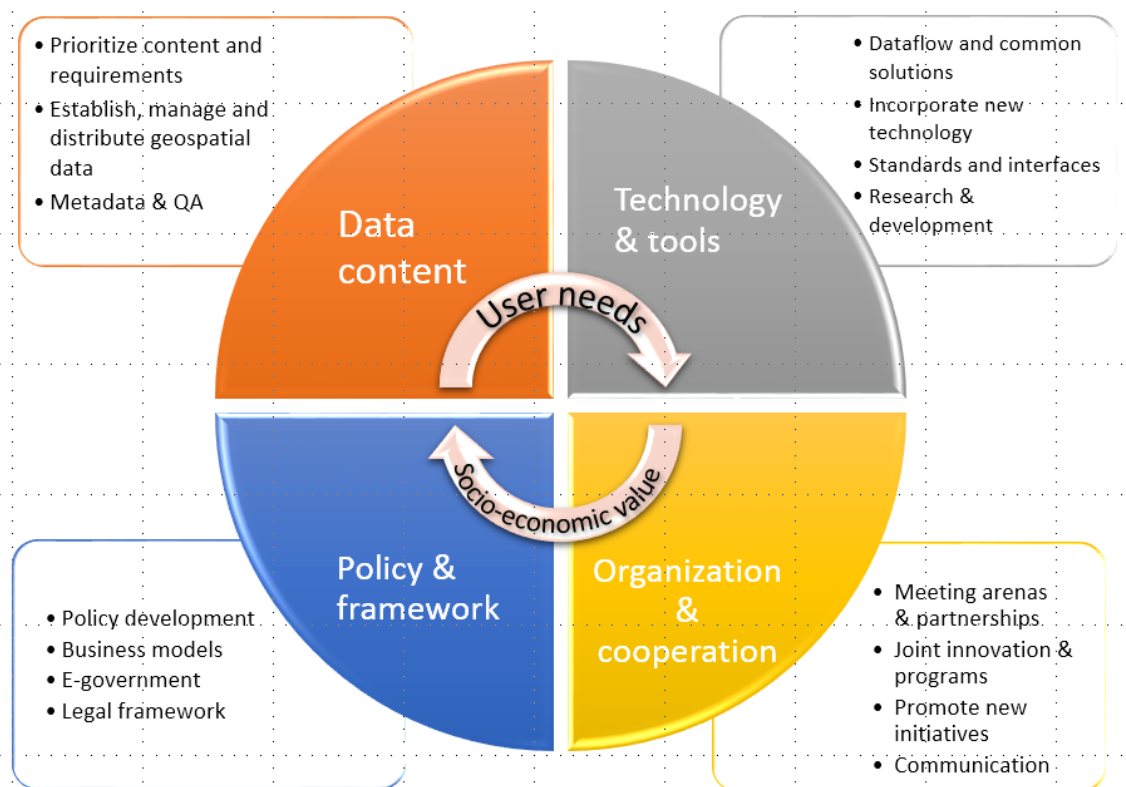 • Prioritize content and
requirements
• Establish, manage and
distribute geospatial
data
• Metadata & QA
• Dataflow and common
solutions
• Incorporate new
technology
• Standards and interfaces
• Research &
development
Data
content
Technology
& tools
User needs
Socio-economic value
Policy &
framework
Organization
&
cooperation
• Policy development
• Business models
• E-government
• Legal framework
• Meeting arenas
& partnerships
• Joint innovation &
programs
• Promote new
initiatives
• Communication